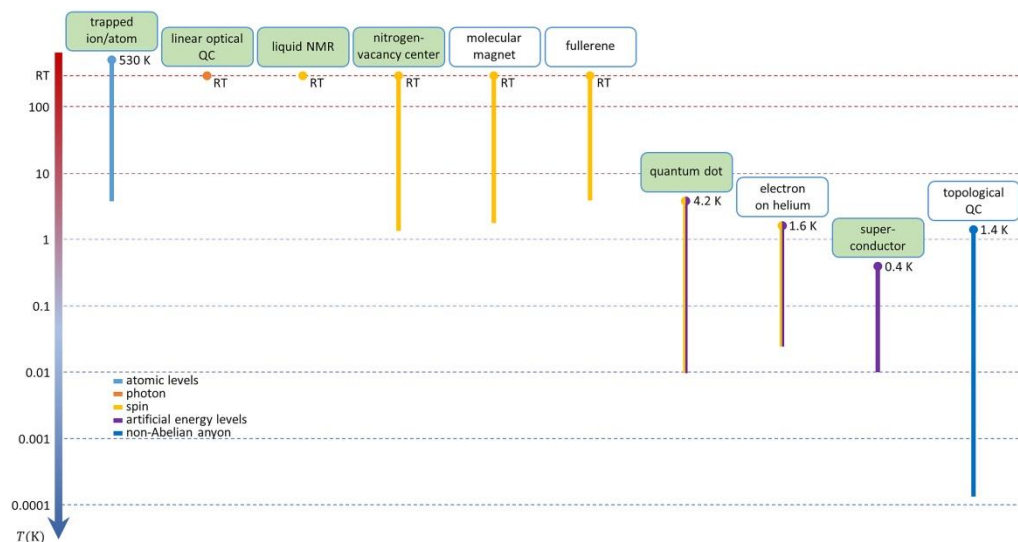 trapped
ion/atom
linear optical
QC
liquid NMR
nitrogen-
vacancy center
molecular
magnet
fullerene
530 K
RT
RT
RT
RT
RT
RT
100
10
quantum dot
4.2 K
electron
on helium
1.6 K
topological
QC
1.4 K
super-
conductor
0.4 K
1
0.1
0.01
atomic levels
photon
spin
artificial energy levels
non-Abelian anyon
0.001
0.0001
T(K)